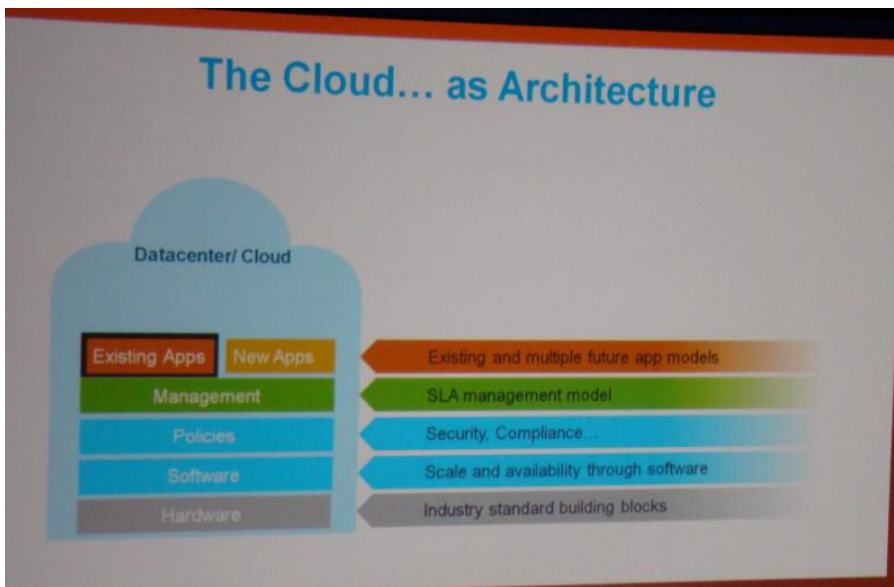 The Cloud... as Architecture
Datacenter/ Cloud
Existing Apps New Apps Existing and multiple future app models
Management SLA management model
Policies Security, Compliance...
Software Scale and availability through software
Hardware Industry standard building blocks